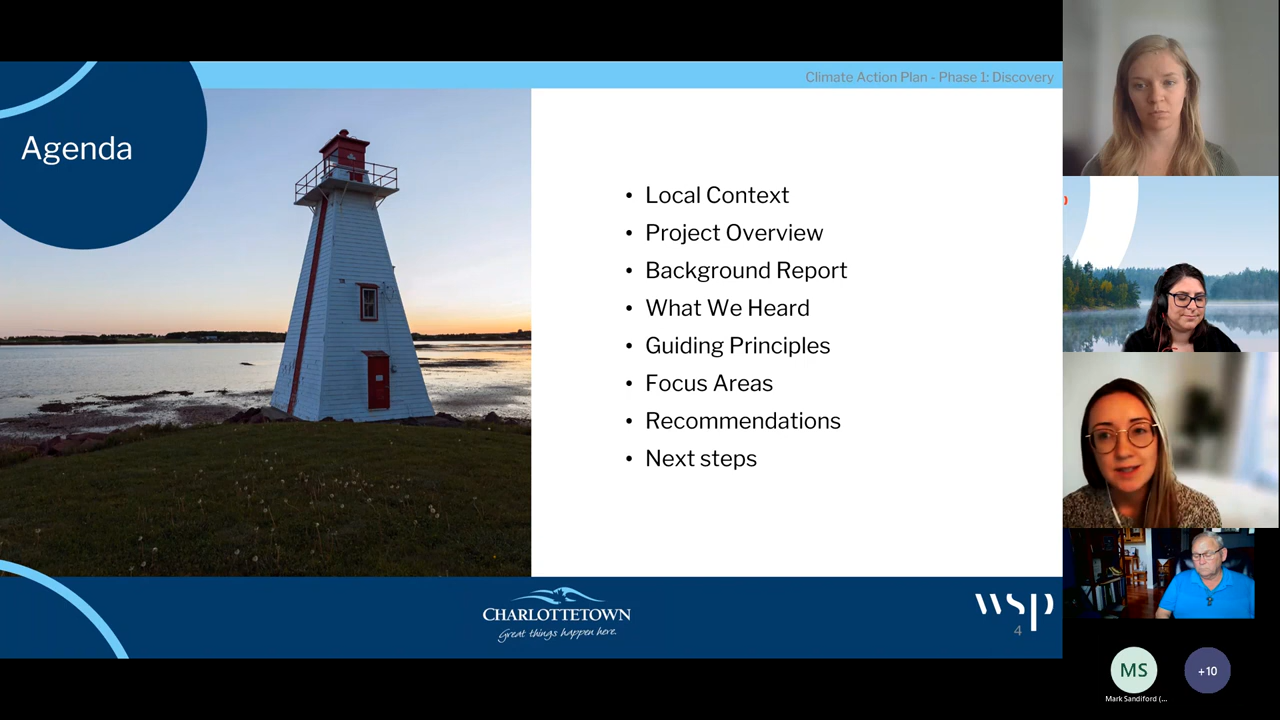 Climate Action Plan - Phase 1: Discovery
Agenda
• Local Context
• Project Overview
• Background Report
• What We Heard
• Guiding Principles
• Focus Areas
• Recommendations
• Next steps
CHARLOTTETOWN
Great things happen here.
wsp
4
MS
+10
Mark Sandiford (...